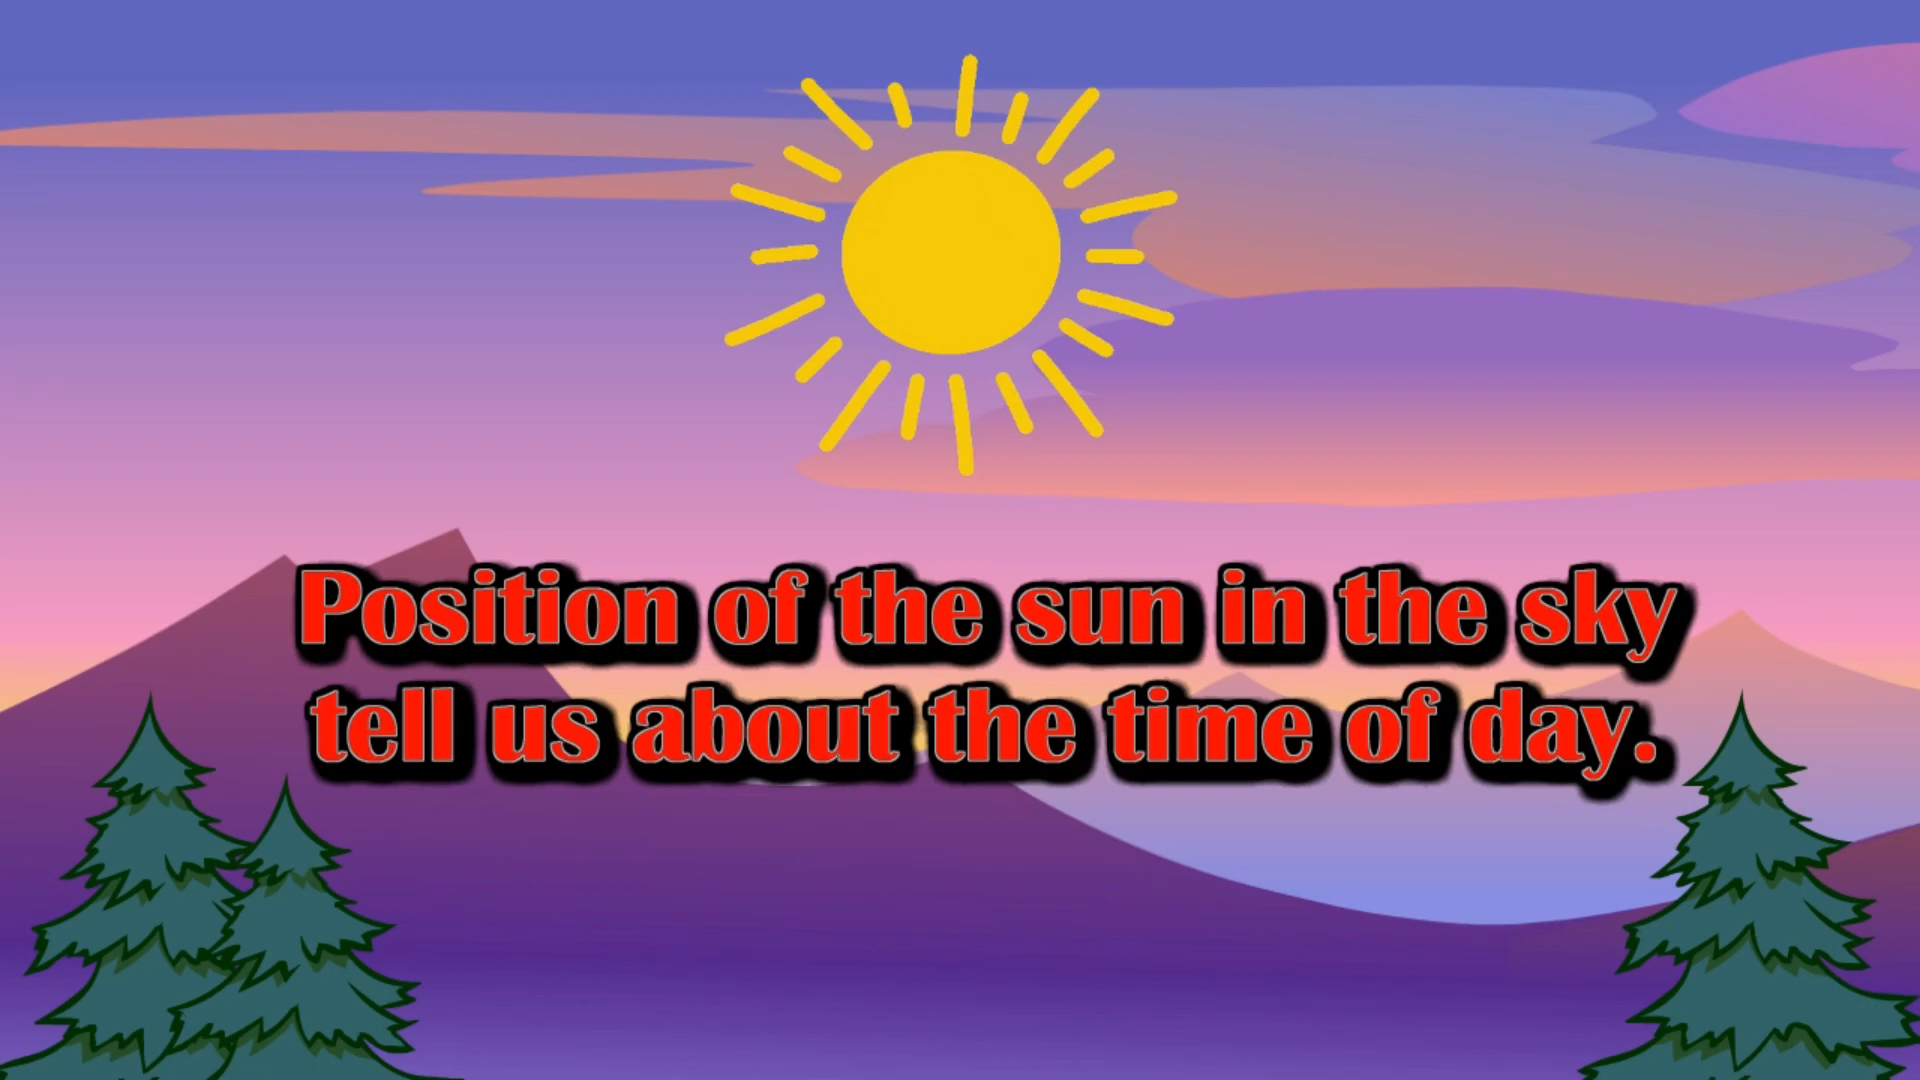 Position of the sun in the sky
tell us about the time of day.